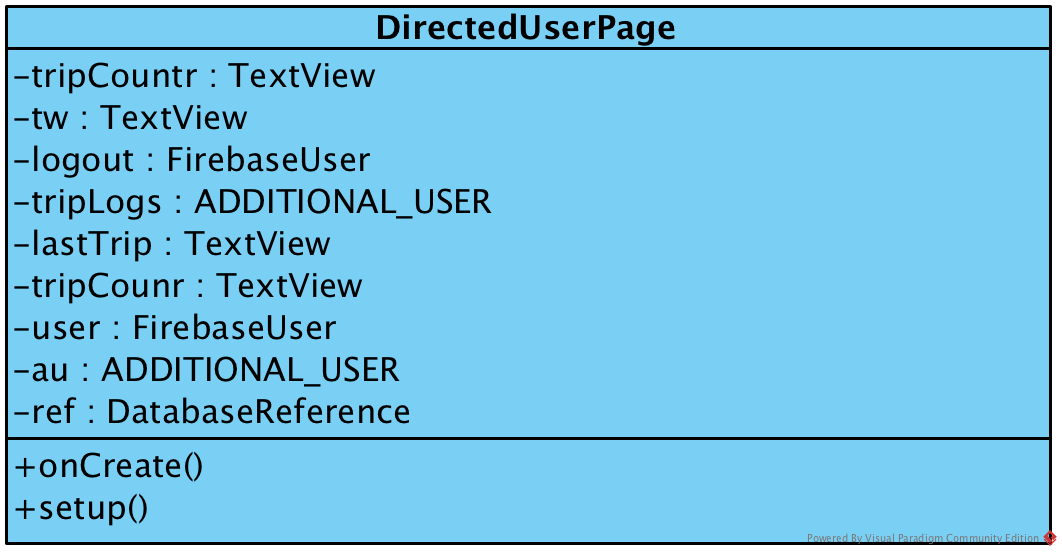 DirectedUserPage
-tripCountr : TextView
-tw : TextView
-logout : FirebaseUser
-tripLogs : ADDITIONAL_USER
-lastTrip : TextView
-tripCounr : TextView
-user : FirebaseUser
-au : ADDITIONAL_USER
-ref : DatabaseReference
+onCreate()
+setup()
Powered By Visual Paradigm Community Edition